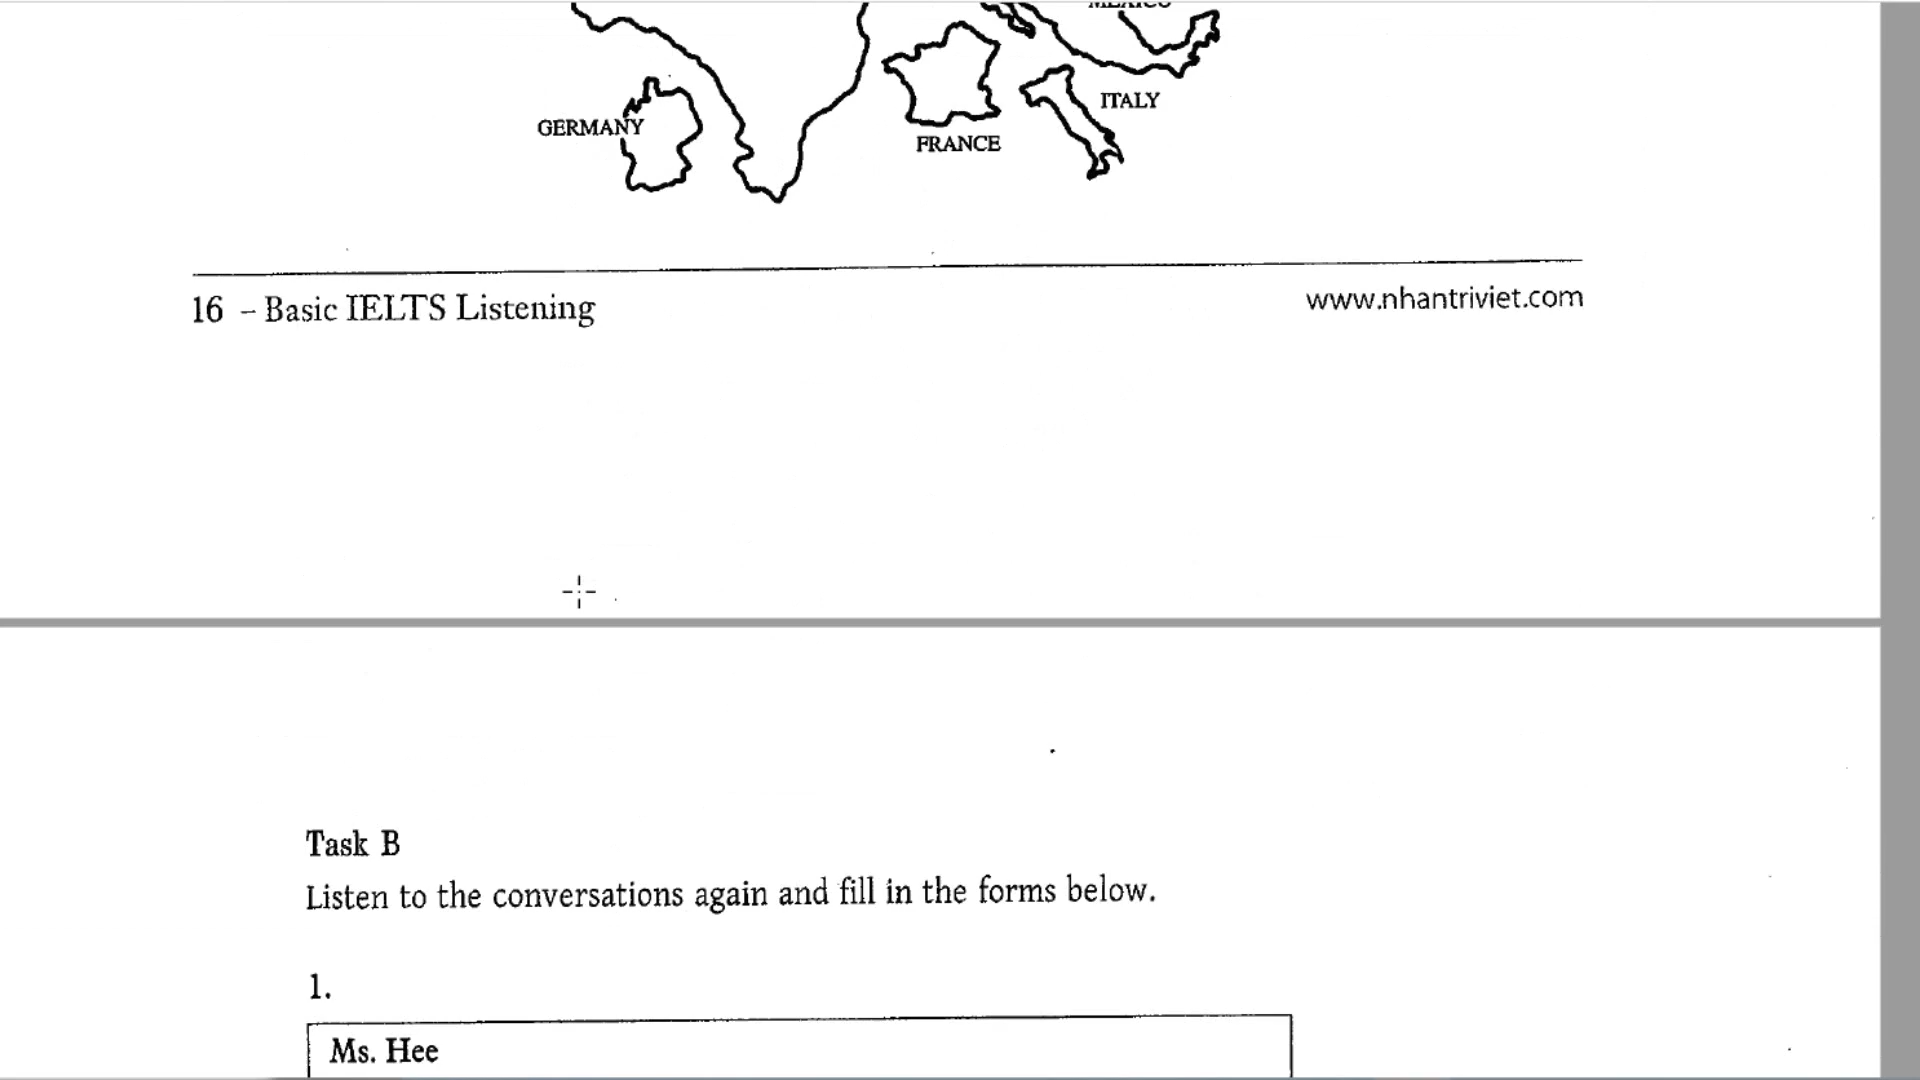 MEXICO
ITALY
GERMANY
FRANCE
16 – Basic IELTS Listening
www.nhantriviet.com
Task B
Listen to the conversations again and fill in the forms below.
1.
Ms. Hee